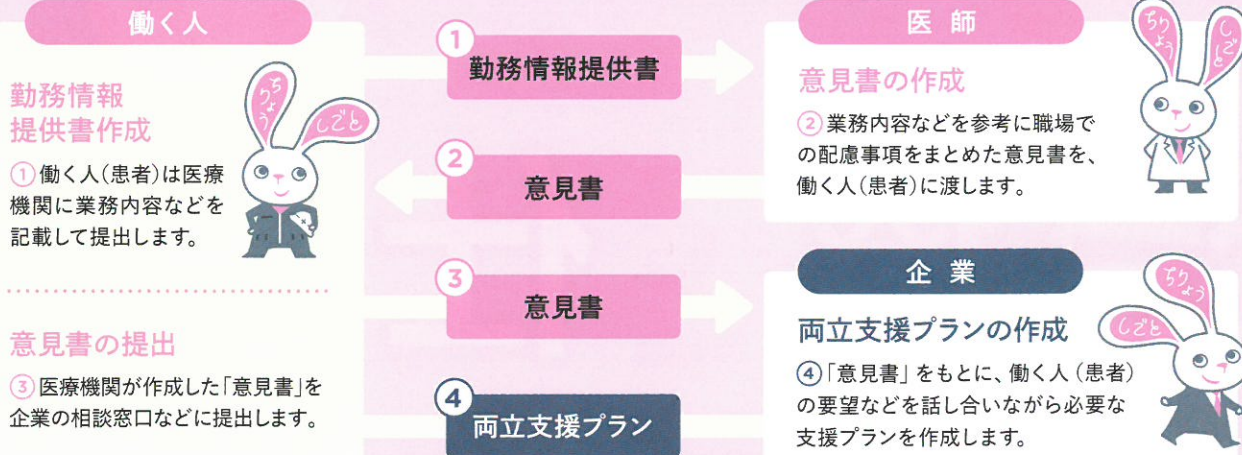 働く人
勤務情報
提供書作成
①働く人(患者)は医療
機関に業務内容などを
記載して提出します。
ちりょう
しごと
意見書の提出
③医療機関が作成した「意見書」を
企業の相談窓口などに提出します。
①
勤務情報提供書
②
意見書
③
意見書
④
両立支援プラン
医師
意見書の作成
②業務内容などを参考に職場で
の配慮事項をまとめた意見書を、
働く人(患者)に渡します。
ちりょう
しごと
企業
両立支援プランの作成
④「意見書」をもとに、働く人(患者)
の要望などを話し合いながら必要な
支援プランを作成します。
ちりょう
しごと